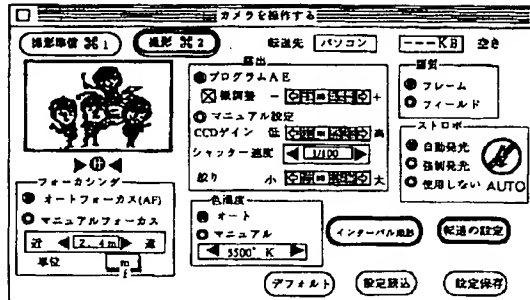 カメラを操作する
撮影準備 ⌘1
撮影 ⌘2
転送先 パソコン
---KB 空き
露出
プログラムAE
微調整 − +
マニュアル設定
CCDゲイン 低 高
シャッター速度 1/100
絞り 小 大
画質
フレーム
フィールド
ストロボ
自動発光
強制発光
使用しない AUTO
フォーカシング
オートフォーカス(AF)
マニュアルフォーカス
近 2.4m 遠
単位 m
f
色温度
オート
マニュアル
5500° K
インターバル撮影
転送の設定
デフォルト
設定読込
設定保存